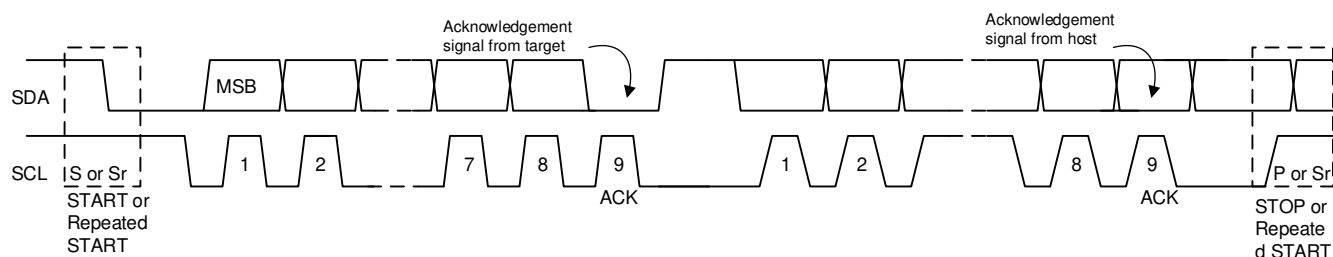 Acknowledgement
signal from target
Acknowledgement
signal from host
SDA
MSB
SCL
S or Sr
1
2
7
8
9
1
2
8
9
P or Sr
ACK
ACK
START or
Repeated
START
STOP or
Repeate
d START